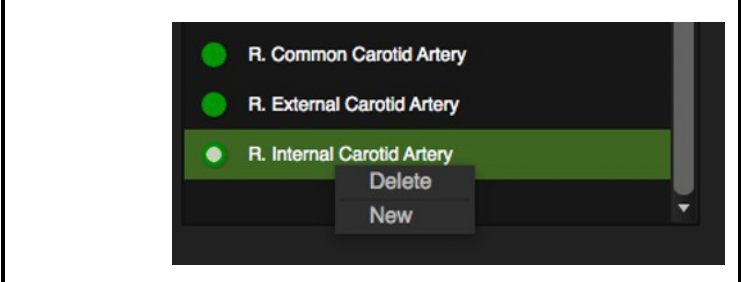 R. Common Carotid Artery
R. External Carotid Artery
R. Internal Carotid Artery
Delete
New